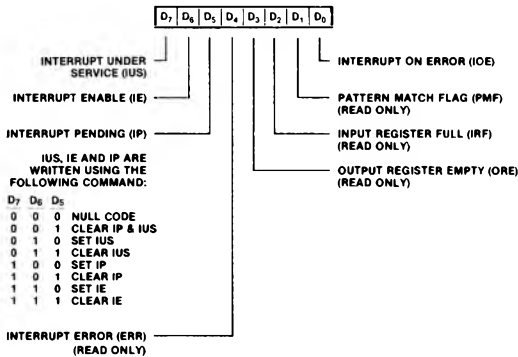 D7 D6 D5 D4 D3 D2 D1 D0
INTERRUPT UNDER
SERVICE (IUS)
INTERRUPT ENABLE (IE)
INTERRUPT PENDING (IP)
IUS, IE AND IP ARE
WRITTEN USING THE
FOLLOWING COMMAND:
D7 D6 D5
0 0 0 NULL CODE
0 0 1 CLEAR IP & IUS
0 1 0 SET IUS
0 1 1 CLEAR IUS
1 0 0 SET IP
1 0 1 CLEAR IP
1 1 0 SET IE
1 1 1 CLEAR IE
INTERRUPT ERROR (ERR)
(READ ONLY)
INTERRUPT ON ERROR (IOE)
PATTERN MATCH FLAG (PMF)
(READ ONLY)
INPUT REGISTER FULL (IRF)
(READ ONLY)
OUTPUT REGISTER EMPTY (ORE)
(READ ONLY)